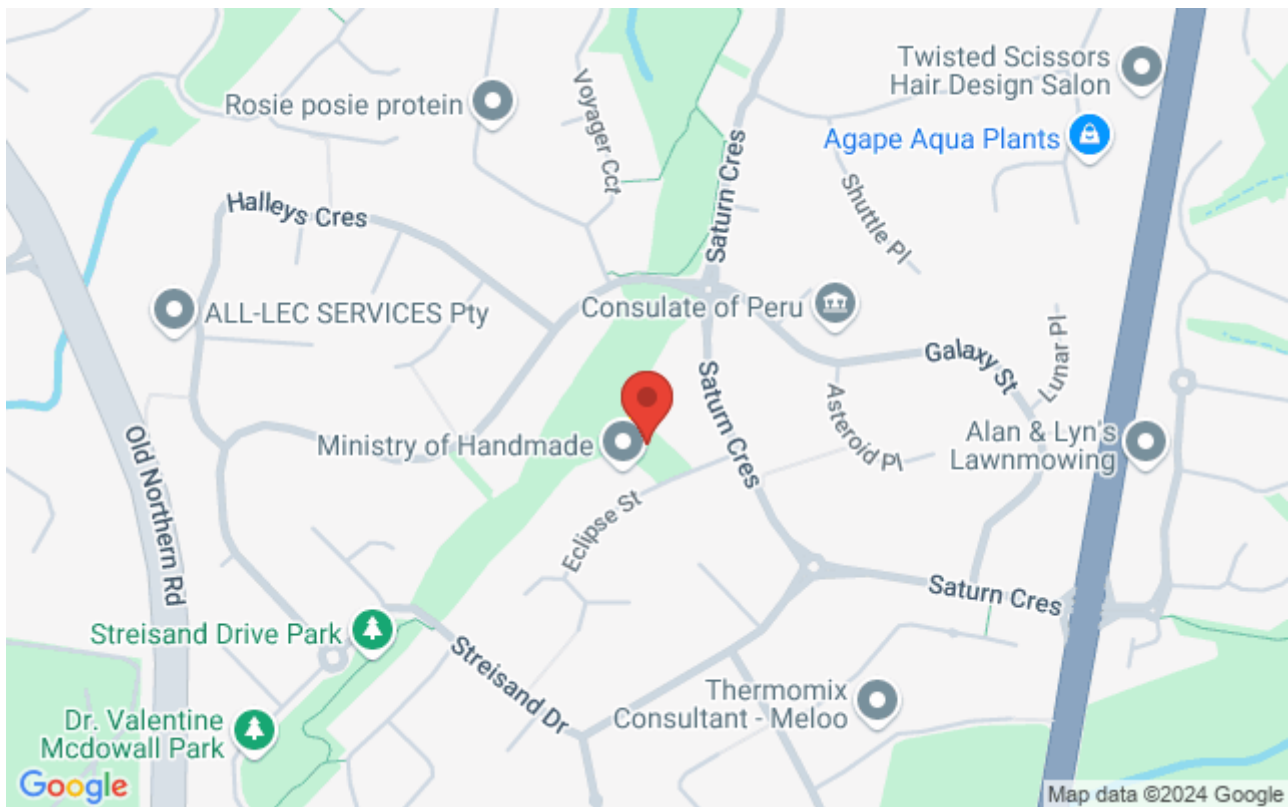 Twisted Scissors
Hair Design Salon
Rosie posie protein
Voyager Cct
Agape Aqua Plants
Saturn Cres
Shuttle Pl
Halleys Cres
ALL-LEC SERVICES Pty
Consulate of Peru
Lunar Pl
Galaxy St
Saturn Cres
Asteroid Pl
Ministry of Handmade
Alan & Lyn's
Lawnmowing
Old Northern Rd
Eclipse St
Saturn Cres
Streisand Drive Park
Streisand Dr
Thermomix
Consultant - Meloo
Dr. Valentine
Mcdowall Park
Google
Map data ©2024 Google